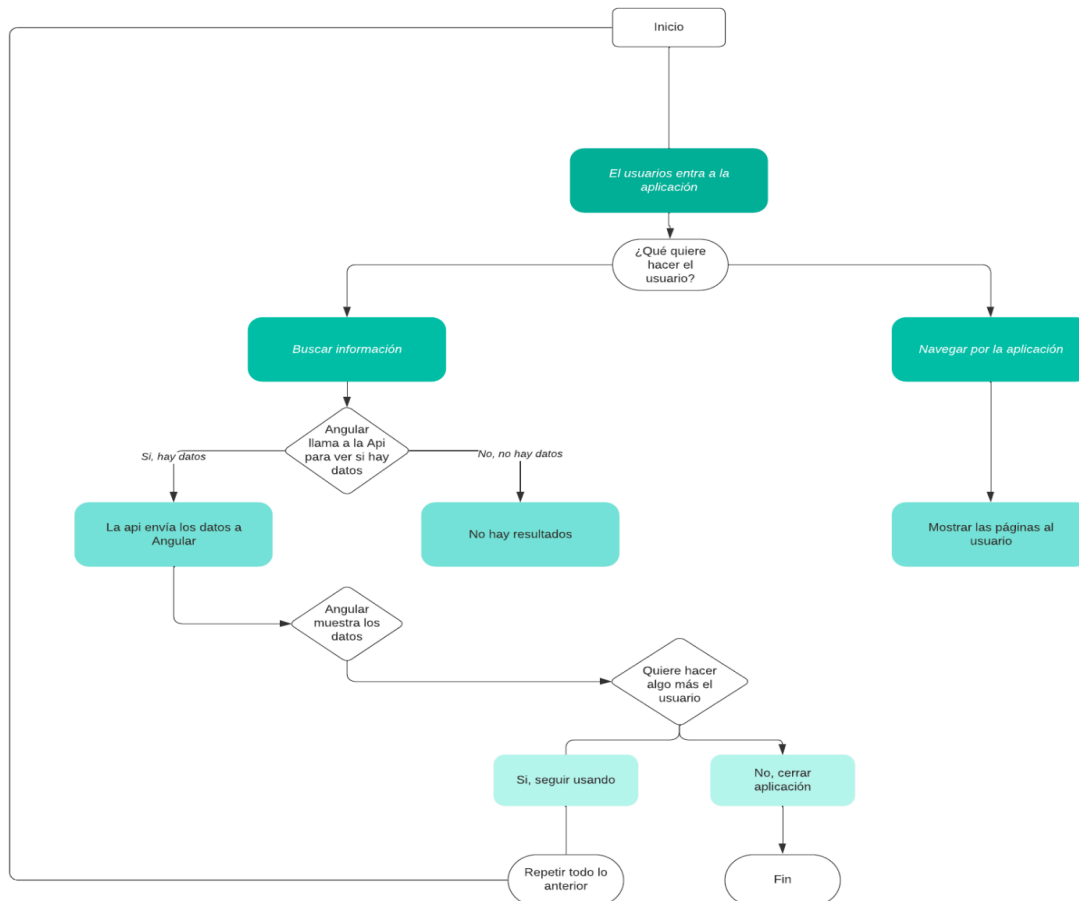 Inicio
El usuarios entra a la
aplicación
¿Qué quiere
hacer el
usuario?
Buscar información
Navegar por la aplicación
Angular
llama a la Api
para ver si hay
datos
Si, hay datos
No, no hay datos
La api envía los datos a
Angular
No hay resultados
Mostrar las páginas al
usuario
Angular
muestra los
datos
Quiere hacer
algo más el
usuario
Si, seguir usando
No, cerrar
aplicación
Repetir todo lo
anterior
Fin